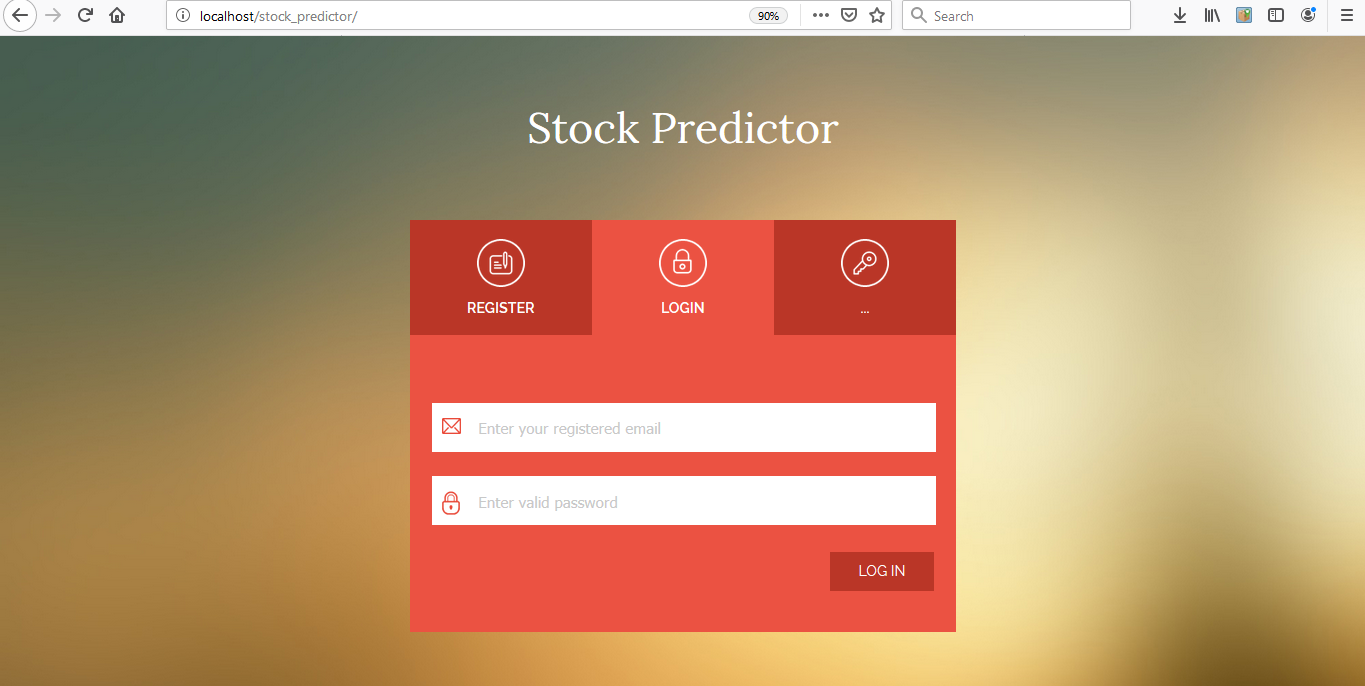 localhost/stock_predictor/
90%
Search
Stock Predictor
REGISTER
LOGIN
...
Enter your registered email
Enter valid password
LOG IN